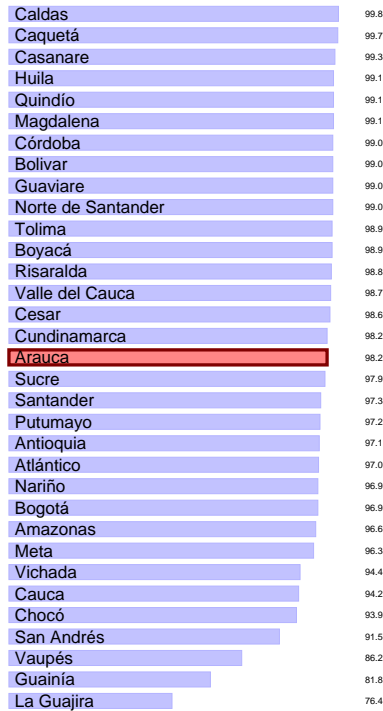 Caldas 99.8
Caquetá 99.7
Casanare 99.3
Huila 99.1
Quindío 99.1
Magdalena 99.1
Córdoba 99.0
Bolivar 99.0
Guaviare 99.0
Norte de Santander 99.0
Tolima 98.9
Boyacá 98.9
Risaralda 98.8
Valle del Cauca 98.7
Cesar 98.6
Cundinamarca 98.2
Arauca 98.2
Sucre 97.9
Santander 97.3
Putumayo 97.2
Antioquia 97.1
Atlántico 97.0
Nariño 96.9
Bogotá 96.9
Amazonas 96.6
Meta 96.3
Vichada 94.4
Cauca 94.2
Chocó 93.9
San Andrés 91.5
Vaupés 86.2
Guainía 81.8
La Guajira 76.4